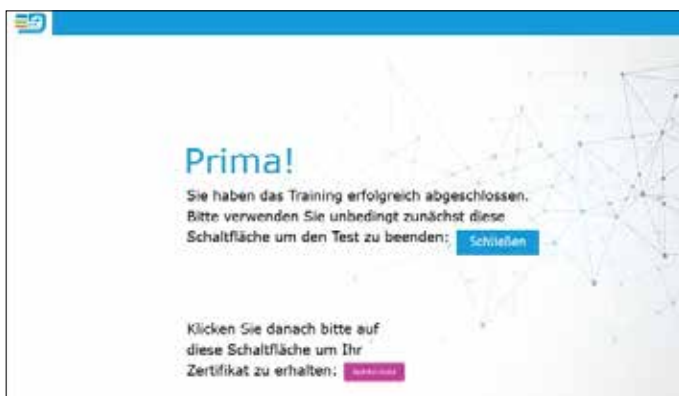 Prima!
Sie haben das Training erfolgreich abgeschlossen.
Bitte verwenden Sie unbedingt zunächst diese
Schaltfläche um den Test zu beenden: Schließen
Klicken Sie danach bitte auf
diese Schaltfläche um Ihr
Zertifikat zu erhalten: